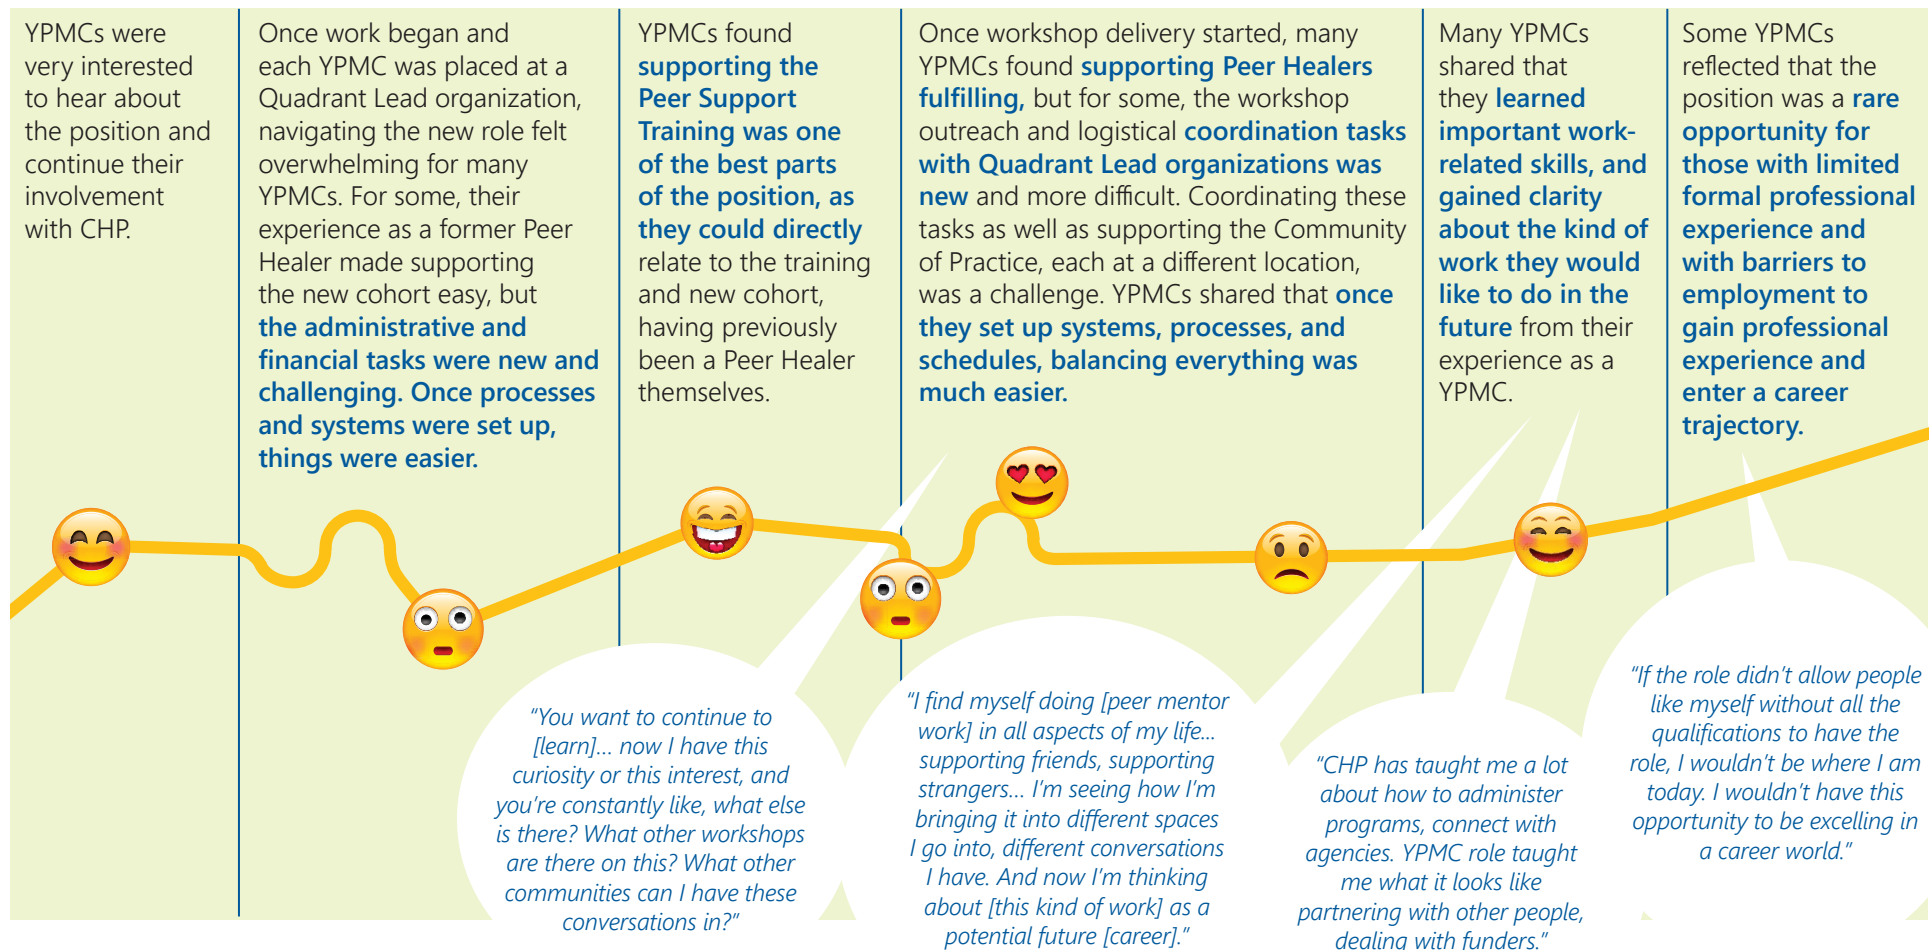 YPMCs were
very interested
to hear about
the position and
continue their
involvement
with CHP.
Once work began and
each YPMC was placed at a
Quadrant Lead organization,
navigating the new role felt
overwhelming for many
YPMCs. For some, their
experience as a former Peer
Healer made supporting
the new cohort easy, but
the administrative and
financial tasks were new and
challenging. Once processes
and systems were set up,
things were easier.
YPMCs found
supporting the
Peer Support
Training was one
of the best parts
of the position, as
they could directly
relate to the training
and new cohort,
having previously
been a Peer Healer
themselves.
Once workshop delivery started, many
YPMCs found supporting Peer Healers
fulfilling, but for some, the workshop
outreach and logistical coordination tasks
with Quadrant Lead organizations was
new and more difficult. Coordinating these
tasks as well as supporting the Community
of Practice, each at a different location,
was a challenge. YPMCs shared that once
they set up systems, processes, and
schedules, balancing everything was
much easier.
Many YPMCs
shared that
they learned
important work-
related skills, and
gained clarity
about the kind of
work they would
like to do in the
future from their
experience as a
YPMC.
Some YPMCs
reflected that the
position was a rare
opportunity for
those with limited
formal professional
experience and
with barriers to
employment to
gain professional
experience and
enter a career
trajectory.
"You want to continue to
[learn]... now I have this
curiosity or this interest, and
you're constantly like, what else
is there? What other workshops
are there on this? What other
communities can I have these
conversations in?"
"I find myself doing [peer mentor
work] in all aspects of my life...
supporting friends, supporting
strangers... I'm seeing how I'm
bringing it into different spaces
I go into, different conversations
I have. And now I'm thinking
about [this kind of work] as a
potential future [career]."
"CHP has taught me a lot
about how to administer
programs, connect with
agencies. YPMC role taught
me what it looks like
partnering with other people,
dealing with funders."
"If the role didn't allow people
like myself without all the
qualifications to have the
role, I wouldn't be where I am
today. I wouldn't have this
opportunity to be excelling in
a career world."